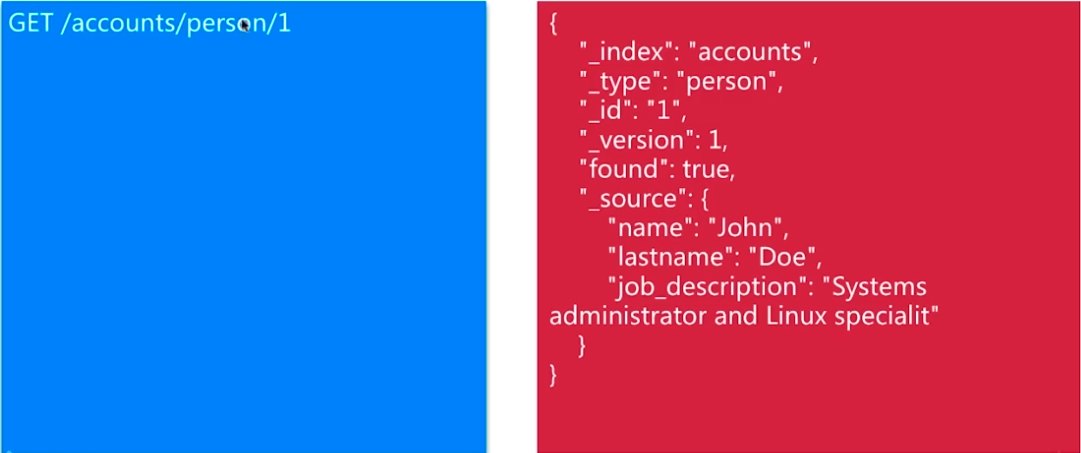 GET /accounts/person/1
{
"_index": "accounts",
"_type": "person",
"_id": "1",
"_version": 1,
"found": true,
"_source": {
"name": "John",
"lastname": "Doe",
"job_description": "Systems
administrator and Linux specialit"
}
}